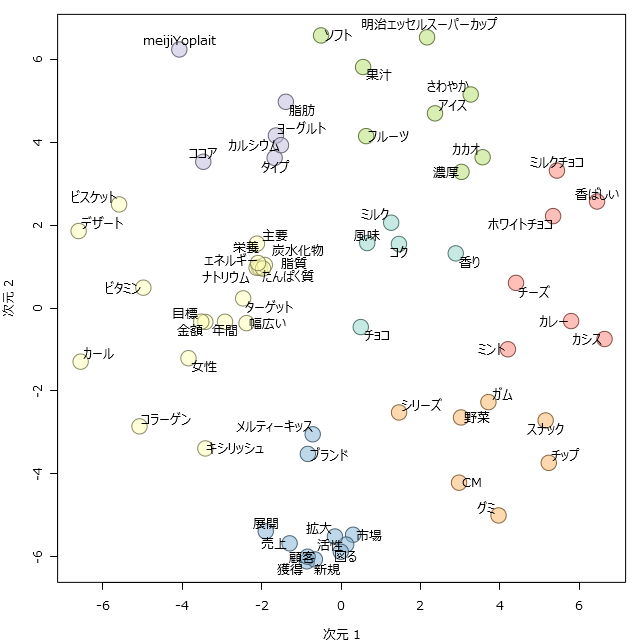 明治エッセルスーパーカップ
ソフト
meijiYoplait
果汁
さわやか
アイス
脂肪
ヨーグルト
フルーツ
カルシウム
カカオ
ココア
タイプ
濃厚
ミルクチョコ
香ばしい
ビスケット
デザート
ミルク
ホワイトチョコ
風味
コク
主要
栄養
炭水化物
香り
エネルギー
脂質
ナトリウム
たんぱく質
チーズ
ビタミン
ターゲット
目標
金額
年間
幅広い
チョコ
カレー
カシス
ミント
カール
女性
ガム
シリーズ
野菜
スナック
コラーゲン
メルティーキッス
キシリッシュ
ブランド
チップ
CM
グミ
展開
拡大
市場
売上
活性
図る
顧客
獲得
新規
6
4
2
0
-2
-4
-6
次元 2
-6
-4
-2
0
2
4
6
次元 1